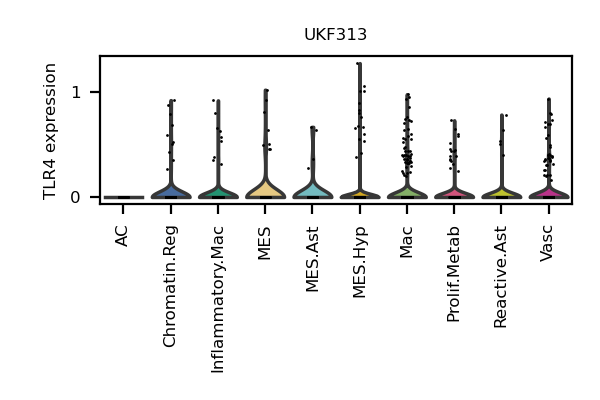 UKF313
TLR4 expression
1
0
AC
Chromatin.Reg
Inflammatory.Mac
MES
MES.Ast
MES.Hyp
Mac
Prolif.Metab
Reactive.Ast
Vasc